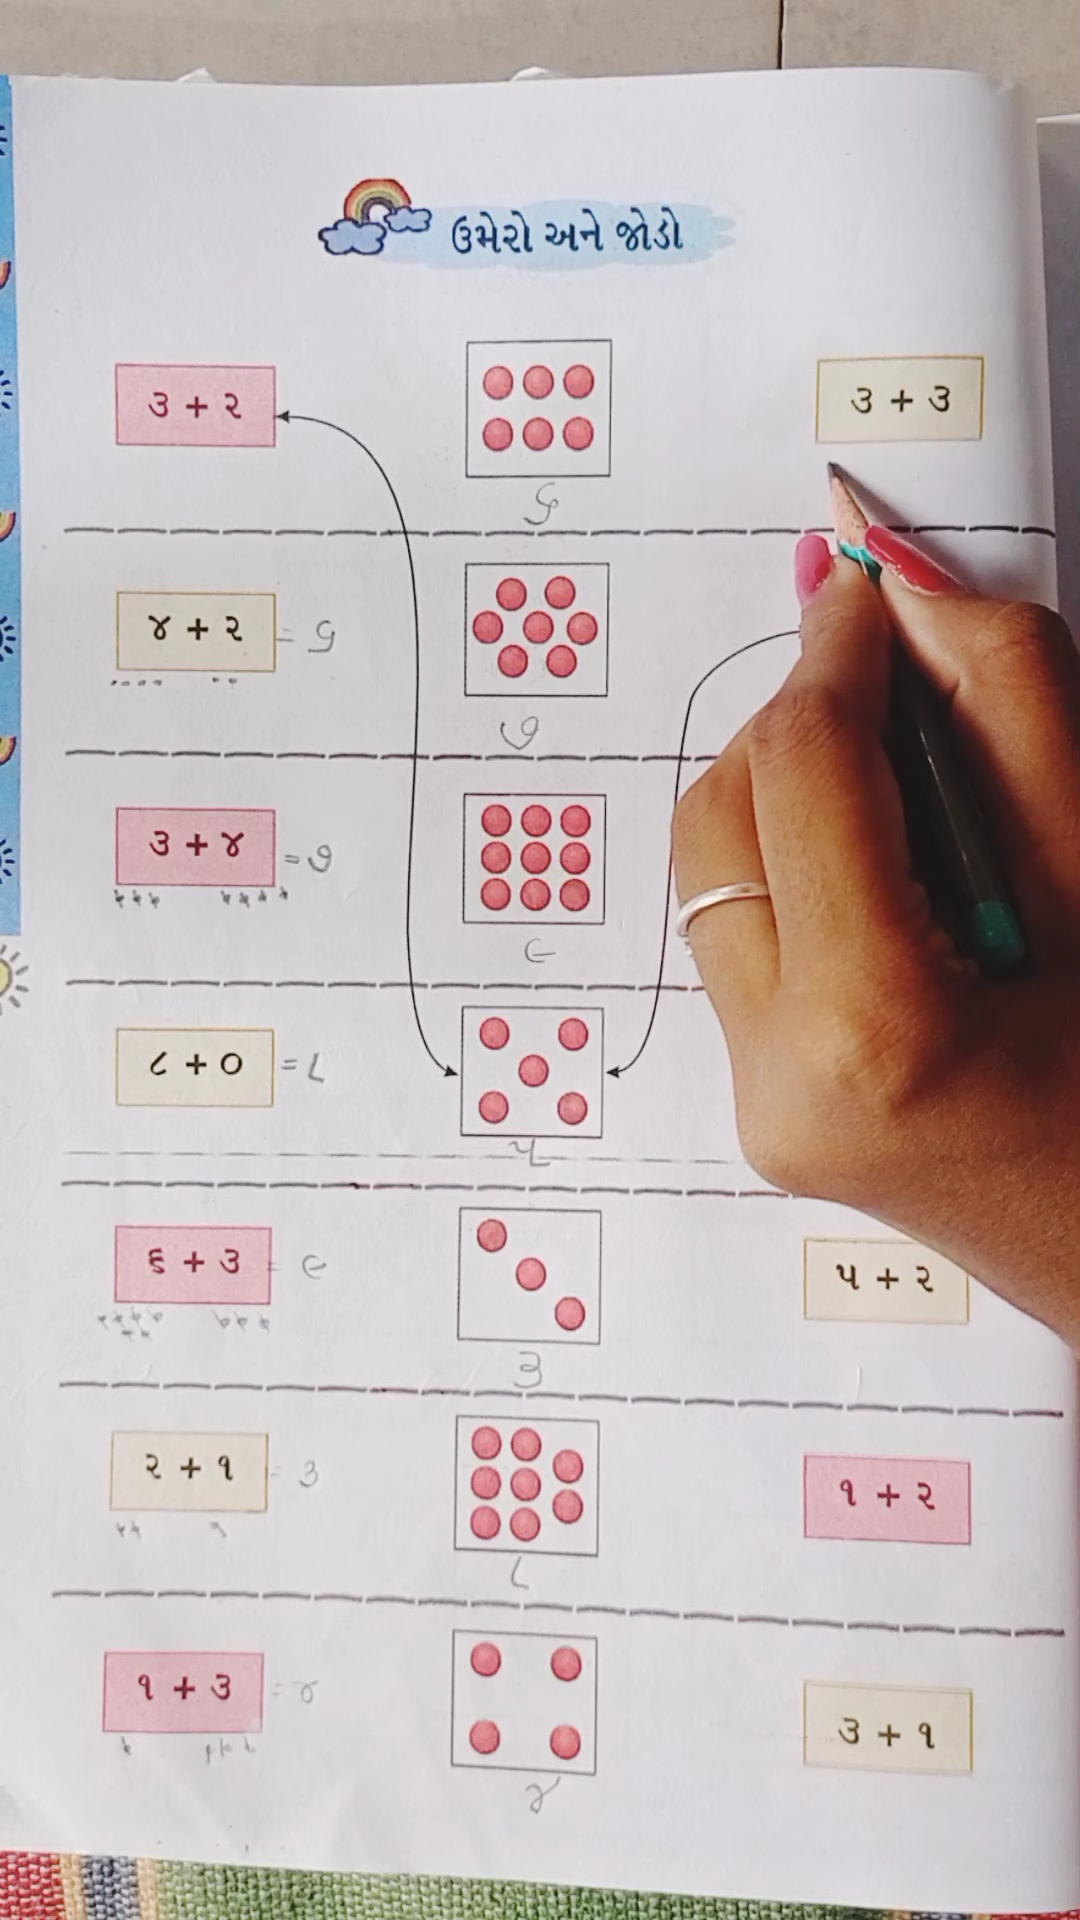 ઉમેરો અને જોડો
૩ + ૨
૩ + ૩
૬
૪ + ૨ = ૬
૭
૩ + ૪ = ૭
૯
૮ + ૦ = ૮
૫
૬ + ૩ = ૯
૫ + ૨
૩
૨ + ૧ = ૩
૧ + ૨
૮
૧ + ૩ = ૪
૩ + ૧
૪